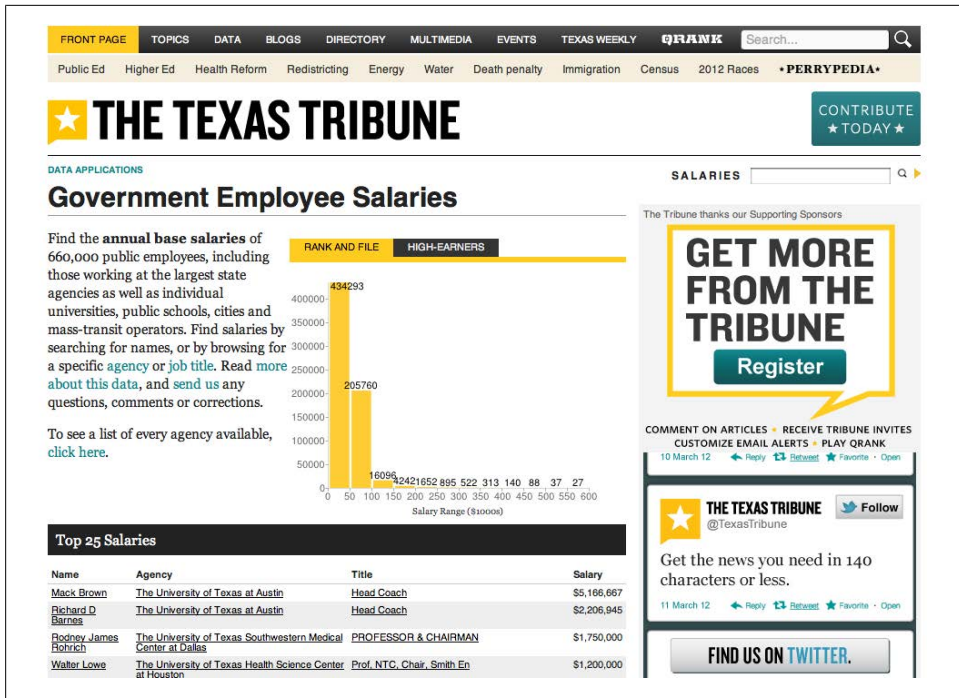 FRONT PAGE TOPICS DATA BLOGS DIRECTORY MULTIMEDIA EVENTS TEXAS WEEKLY QRANK Search...
Public Ed Higher Ed Health Reform Redistricting Energy Water Death penalty Immigration Census 2012 Races •PERRYPEDIA•
THE TEXAS TRIBUNE
CONTRIBUTE
★ TODAY ★
DATA APPLICATIONS
Government Employee Salaries
SALARIES
Find the annual base salaries of
660,000 public employees, including
those working at the largest state
agencies as well as individual
universities, public schools, cities and
mass-transit operators. Find salaries by
searching for names, or by browsing for
a specific agency or job title. Read more
about this data, and send us any
questions, comments or corrections.
To see a list of every agency available,
click here.
RANK AND FILE HIGH-EARNERS
434293
400000
350000
300000
250000
205760
200000
150000
100000
50000
16096 4242 1652 895 522 313 140 88 37 27
0
0 50 100 150 200 250 300 350 400 450 500 550 600
Salary Range ($1000s)
The Tribune thanks our Supporting Sponsors
GET MORE
FROM THE
TRIBUNE
Register
COMMENT ON ARTICLES • RECEIVE TRIBUNE INVITES
CUSTOMIZE EMAIL ALERTS • PLAY QRANK
10 March 12 Reply Retweet Favorite · Open
THE TEXAS TRIBUNE Follow
@TexasTribune
Get the news you need in 140
characters or less.
11 March 12 Reply Retweet Favorite · Open
FIND US ON TWITTER.
Top 25 Salaries
Name Agency Title Salary
Mack Brown The University of Texas at Austin Head Coach $5,166,667
Richard D The University of Texas at Austin Head Coach $2,206,945
Barnes
Rodney James The University of Texas Southwestern Medical PROFESSOR & CHAIRMAN $1,750,000
Rohrich Center at Dallas
Walter Lowe The University of Texas Health Science Center Prof, NTC, Chair, Smith En $1,200,000
at Houston